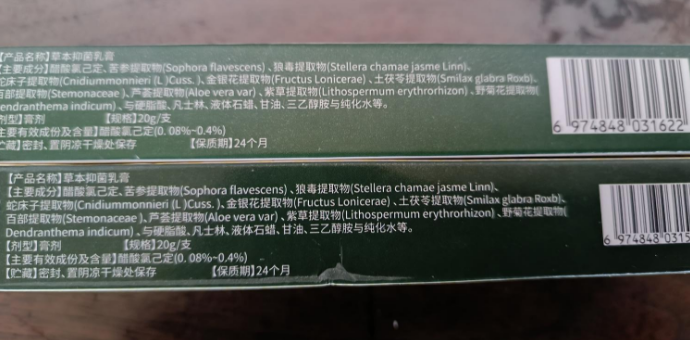 【产品名称】草本抑菌乳膏
【主要成分】醋酸氯己定、苦参提取物(Sophora flavescens)、狼毒提取物(Stellera chamae jasme Linn)、
蛇床子提取物(Cnidiummonnieri (L )Cuss. )、金银花提取物(Fructus Lonicerae) 、土茯苓提取物(Smilax glabra Roxb)、
百部提取物(Stemonaceae )、芦荟提取物(Aloe vera var) 、紫草提取物(Lithospermum erythrorhizon) 、野菊花提取物(
Dendranthema indicum) 、与硬脂酸、凡士林、液体石蜡、甘油、三乙醇胺与纯化水等。
剂型】膏剂 【规格】20g/支
主要有效成份及含量】醋酸氯己定(0. 08%~0.4%)
贮藏】密封、置阴凉干燥处保存 【保质期】24个月
6 974848 031622
【产品名称】草本抑菌乳膏
【主要成分】醋酸氯己定、苦参提取物(Sophora flavescens) 、狼毒提取物(Stellera chamae jasme Linn)、
蛇床子提取物(Cnidiummonnieri (L )Cuss. )、金银花提取物(Fructus Lonicerae) 、土茯苓提取物(Smilax glabra Roxb)、
百部提取物(Stemonaceae )、芦荟提取物(Aloe vera var) 、紫草提取物(Lithospermum erythrorhizon) 、野菊花提取物(
Dendranthema indicum) 、与硬脂酸、凡士林、液体石蜡、甘油、三乙醇胺与纯化水等。
【剂型】膏剂 【规格】20g/支
【主要有效成份及含量】醋酸氯己定(0. 08%~0.4%)
【贮藏】密封、置阴凉干燥处保存 【保质期】24个月
6 974848 0315